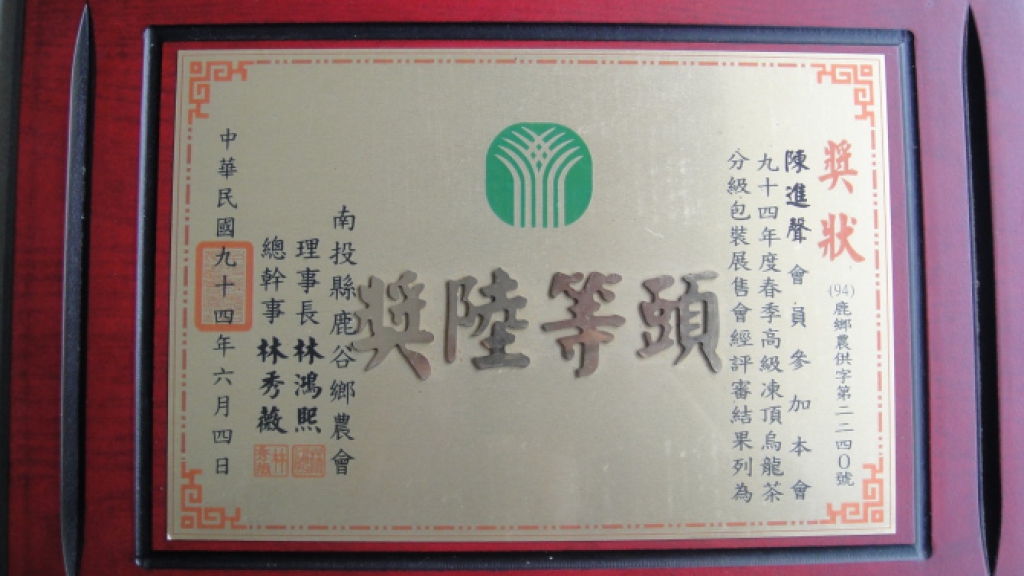 獎狀
(94)鹿鄉農供字第二二四0號
陳進聲會員參加本會
九十四年度春季高級凍頂烏龍茶
分級包裝展售會經評審結果列為
頭等陸獎
南投縣鹿谷鄉農會
理事長林鴻熙
總幹事林秀薇
中華民國九十四年六月四日